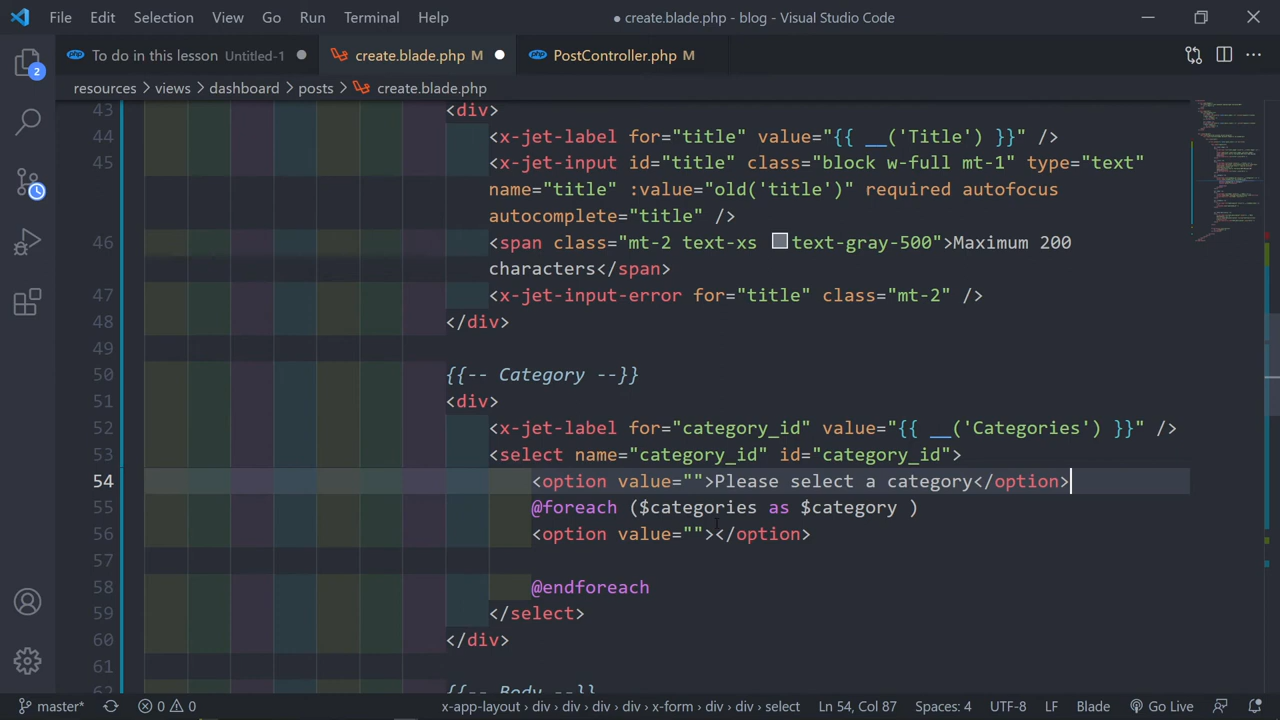 File Edit Selection View Go Run Terminal Help
● create.blade.php - blog - Visual Studio Code
To do in this lesson Untitled-1 ● create.blade.php M ● PostController.php M
resources > views > dashboard > posts > create.blade.php
2
43 <div>
44 <x-jet-label for="title" value="{{ __('Title') }}" />
45 <x-jet-input id="title" class="block w-full mt-1" type="text"
name="title" :value="old('title')" required autofocus
autocomplete="title" />
46 <span class="mt-2 text-xs text-gray-500">Maximum 200
characters</span>
47 <x-jet-input-error for="title" class="mt-2" />
48 </div>
49
50 {{-- Category --}}
51 <div>
52 <x-jet-label for="category_id" value="{{ __('Categories') }}" />
53 <select name="category_id" id="category_id">
54 <option value="">Please select a category</option>
55 @foreach ($categories as $category )
56 <option value=""></option>
57
58 @endforeach
59 </select>
60 </div>
61
62 {{-- Body --}}
master* 0 0 x-app-layout › div › div › div › x-form › div › div › select Ln 54, Col 87 Spaces: 4 UTF-8 LF Blade Go Live